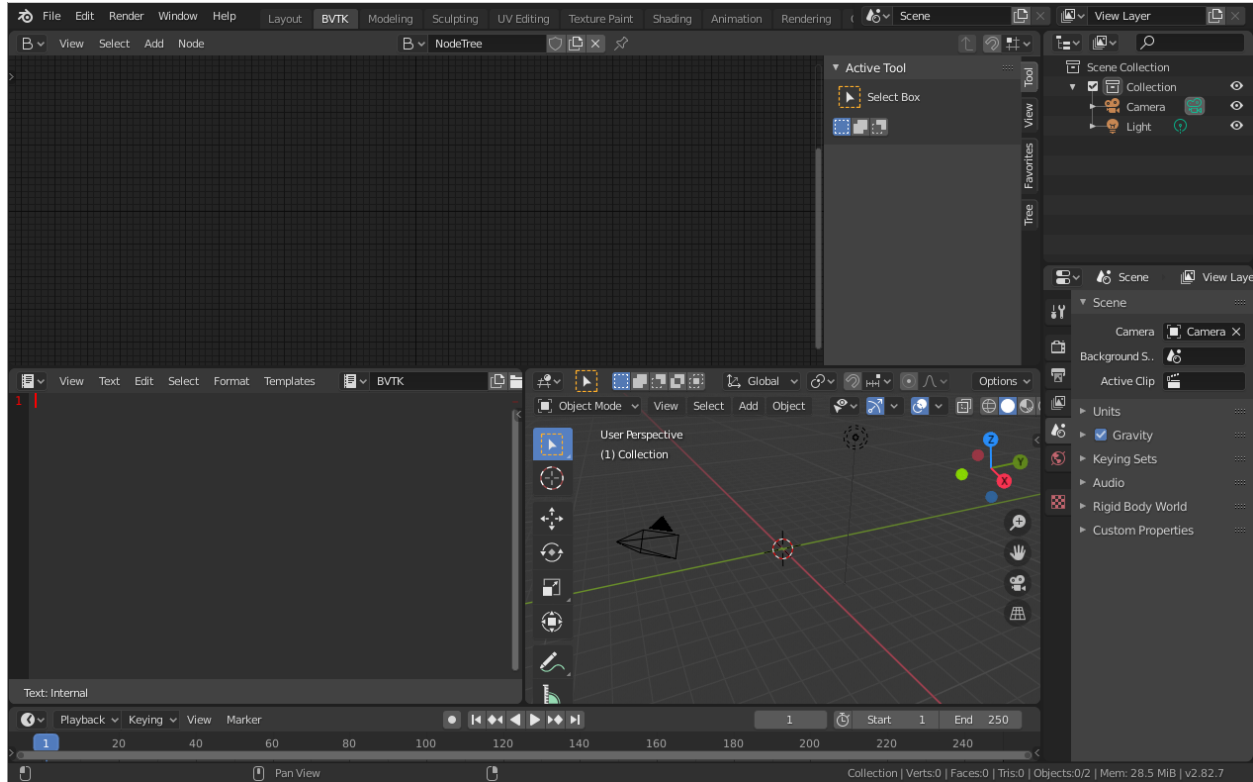 File Edit Render Window Help Layout BVTK Modeling Sculpting UV Editing Texture Paint Shading Animation Rendering Scene View Layer
View Select Add Node NodeTree
Active Tool
Select Box
Tool
View
Favorites
Tree
Scene Collection
Collection
Camera
Light
Scene View Laye
Scene
Camera Camera
Background S..
Active Clip
Units
Gravity
Keying Sets
Audio
Rigid Body World
Custom Properties
View Text Edit Select Format Templates BVTK
1
Text: Internal
Global Options
Object Mode View Select Add Object
User Perspective
(1) Collection
Z
Y
X
Playback Keying View Marker 1 Start 1 End 250
1 20 40 60 80 100 120 140 160 180 200 220 240
Pan View Collection | Verts:0 | Faces:0 | Tris:0 | Objects:0/2 | Mem: 28.5 MiB | v2.82.7